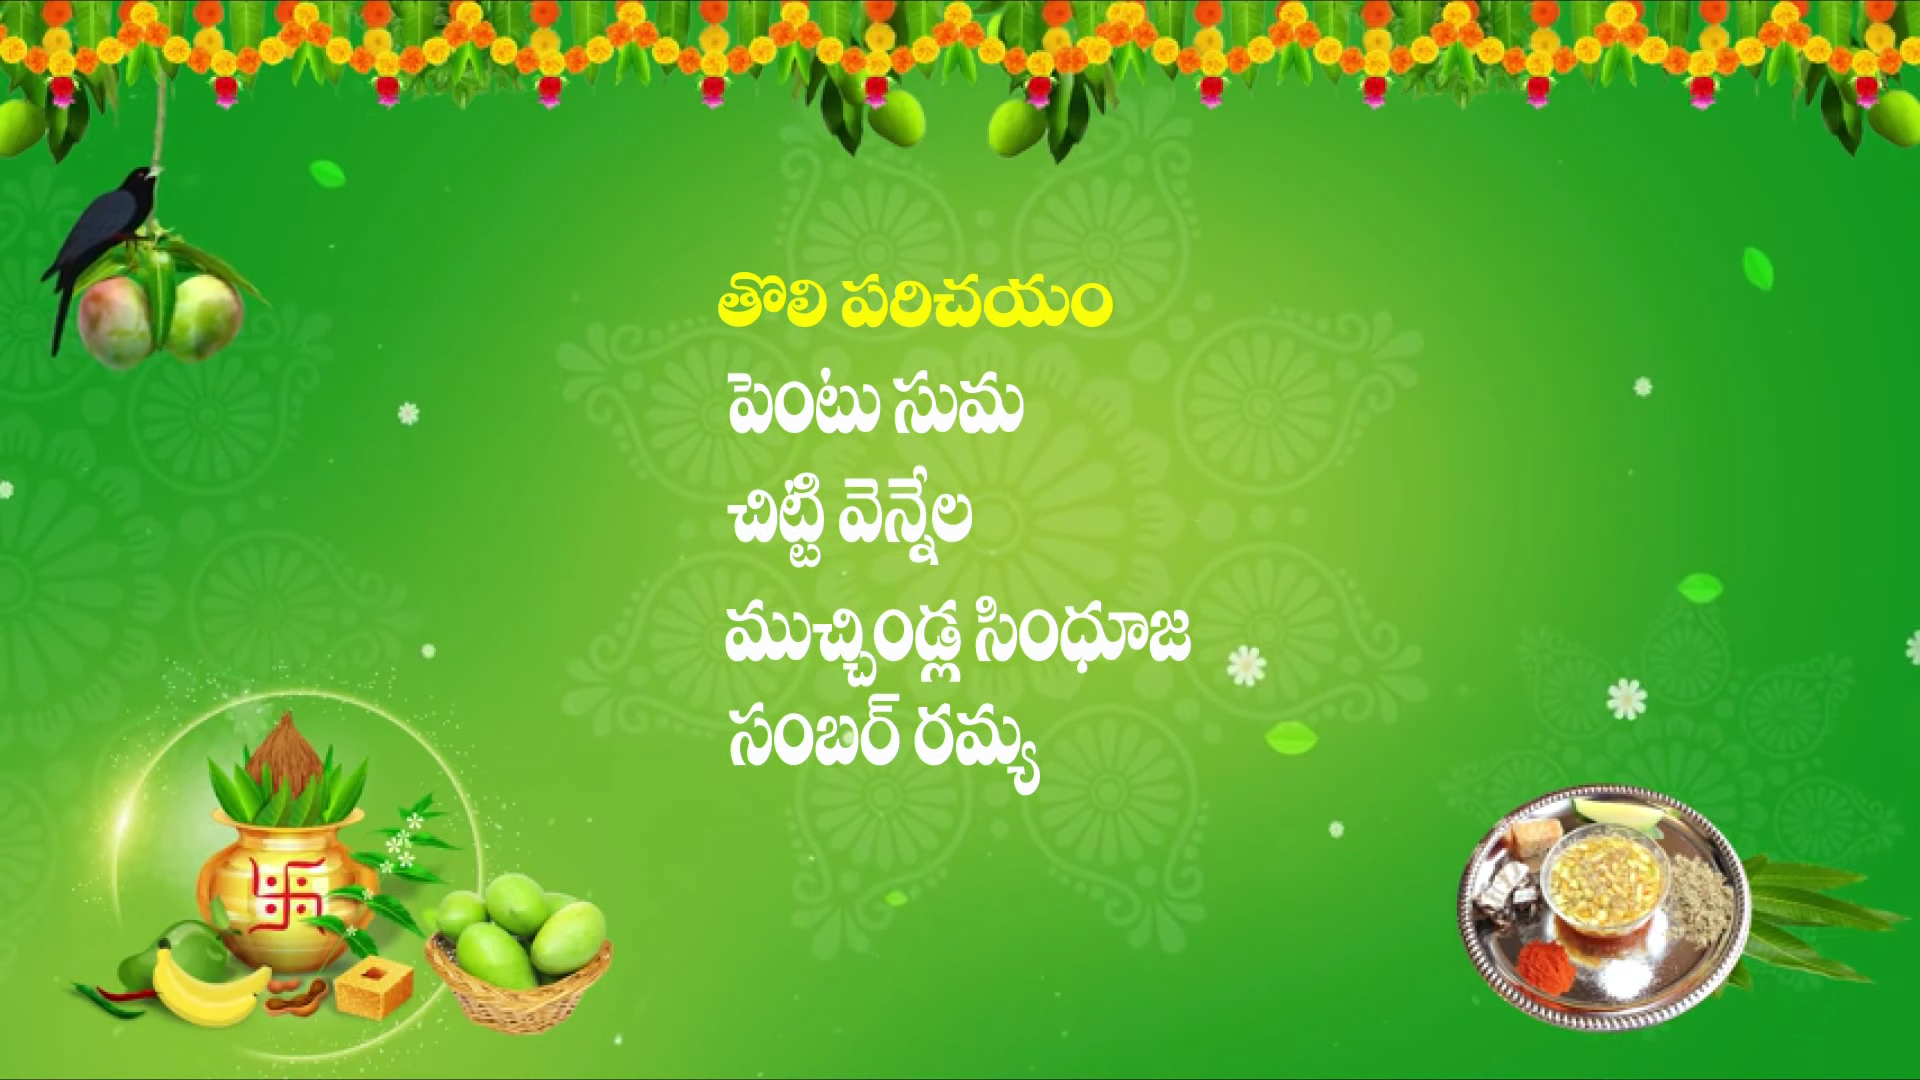 తొలి పరిచయం
పెంటు సుమ
చిట్టి వెన్నేల
ముచ్చిండ్ల సింధూజ
సంబర్ రమ్య